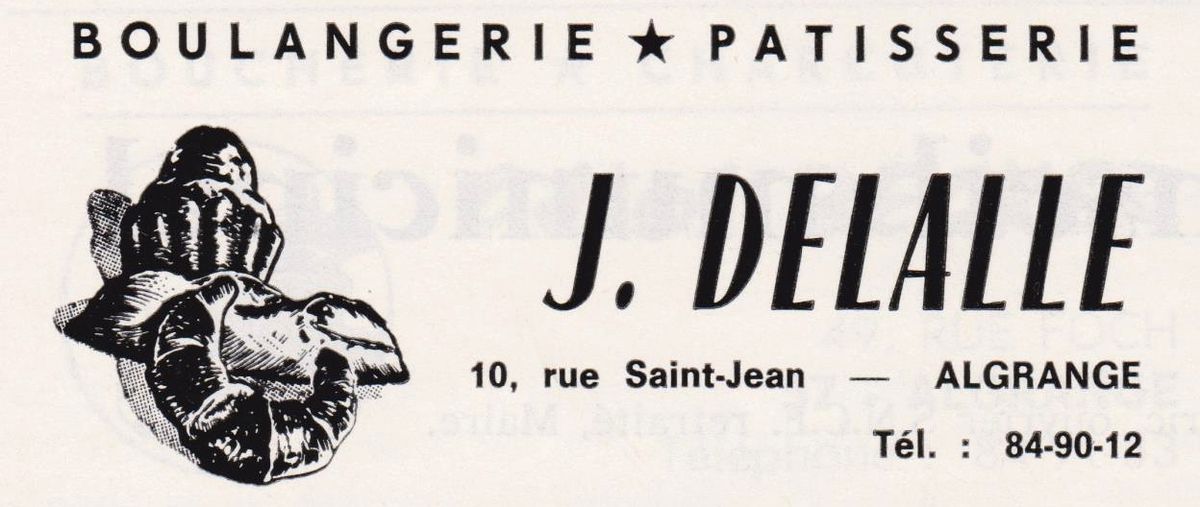 BOULANGERIE ★ PATISSERIE
J. DELALLE
10, rue Saint-Jean — ALGRANGE
Tél. : 84-90-12